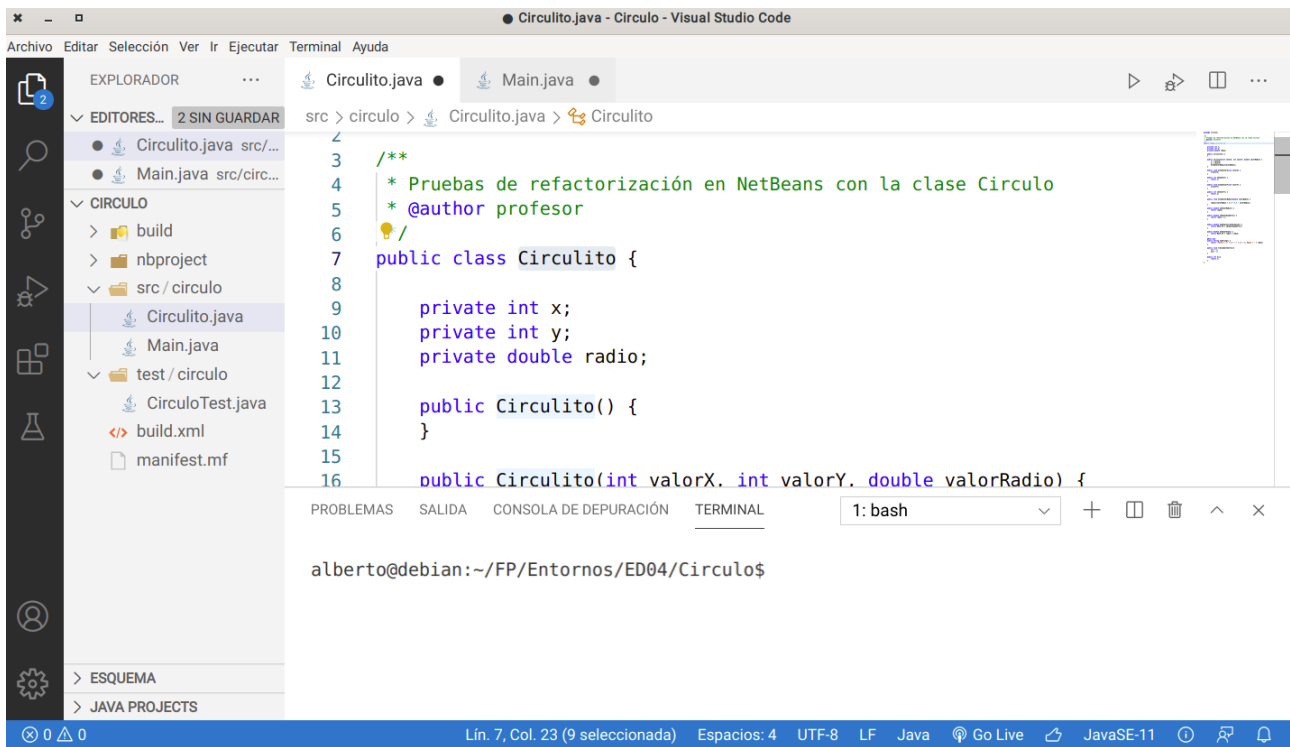 Circulito.java - Circulo - Visual Studio Code
Archivo Editar Selección Ver Ir Ejecutar Terminal Ayuda
EXPLORADOR
Circulito.java
Main.java
2
EDITORES... 2 SIN GUARDAR
src > circulo > Circulito.java > Circulito
Circulito.java src/...
Main.java src/circ...
CIRCULO
build
nbproject
src / circulo
Circulito.java
Main.java
test / circulo
CirculoTest.java
build.xml
manifest.mf
ESQUEMA
JAVA PROJECTS
2
3 /**
4 * Pruebas de refactorización en NetBeans con la clase Circulo
5 * @author profesor
6 */
7 public class Circulito {
8
9 private int x;
10 private int y;
11 private double radio;
12
13 public Circulito() {
14 }
15
16 public Circulito(int valorX, int valorY, double valorRadio) {
PROBLEMAS SALIDA CONSOLA DE DEPURACIÓN TERMINAL 1: bash
alberto@debian:~/FP/Entornos/ED04/Circulo$
0 0 Lín. 7, Col. 23 (9 seleccionada) Espacios: 4 UTF-8 LF Java Go Live JavaSE-11